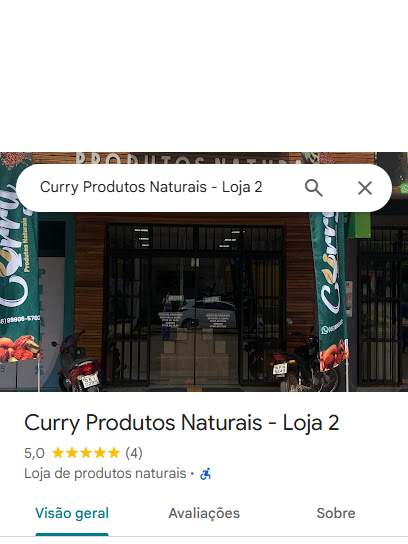 PRODUTOS NATURA
Curry Produtos Naturais - Loja 2
Curry
Produtos Naturais
Curry Produtos Naturais - Loja 2
5,0 (4)
Loja de produtos naturais •
Visão geral Avaliações Sobre